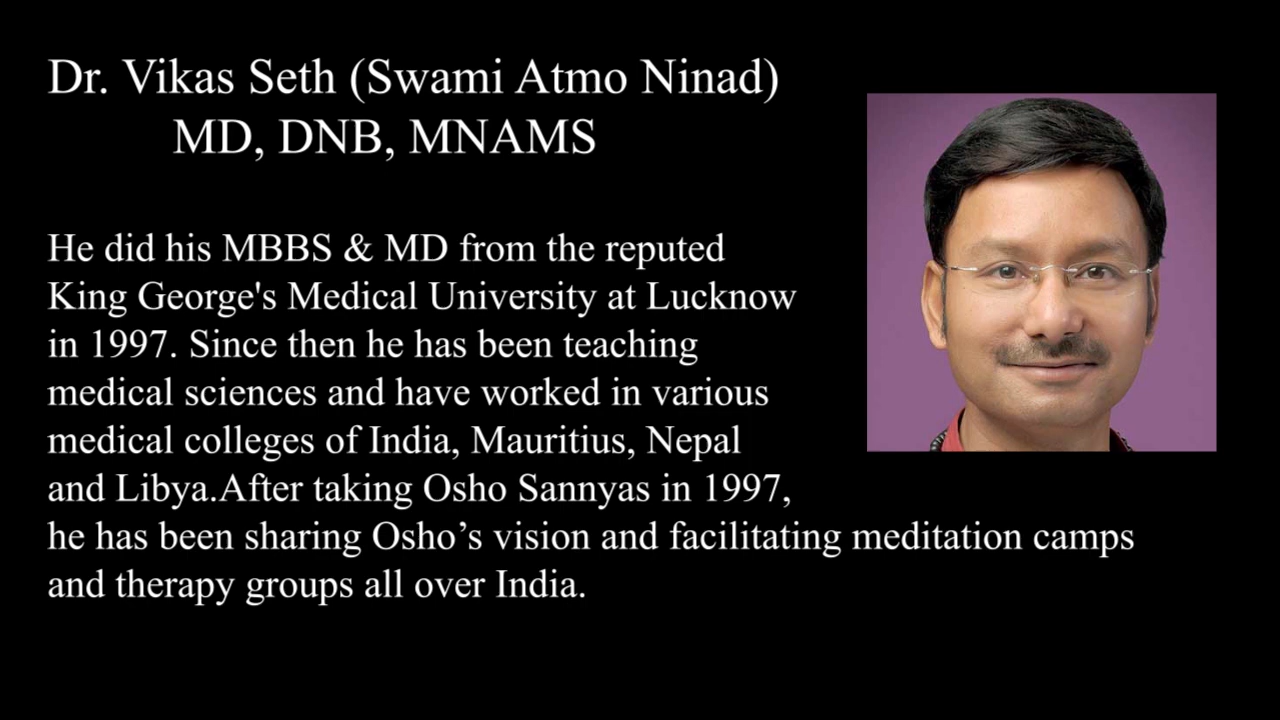 Dr. Vikas Seth (Swami Atmo Ninad)
MD, DNB, MNAMS
He did his MBBS & MD from the reputed
King George's Medical University at Lucknow
in 1997. Since then he has been teaching
medical sciences and have worked in various
medical colleges of India, Mauritius, Nepal
and Libya.After taking Osho Sannyas in 1997,
he has been sharing Osho’s vision and facilitating meditation camps
and therapy groups all over India.